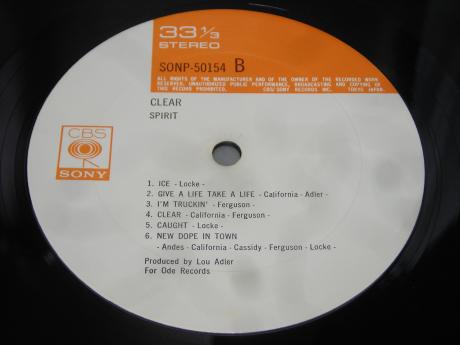 33 1/3
STEREO
SONP-50154 B
ALL RIGHTS OF THE MANUFACTURER AND OF THE OWNER OF THE RECORDED WORK
RESERVED. UNAUTHORIZED PUBLIC PERFORMANCE, BROADCASTING AND COPYING OF
THIS RECORD PROHIBITED. CBS/SONY RECORDS INC. TOKYO JAPAN.
CLEAR
SPIRIT
CBS
SONY
1. ICE - Locke -
2. GIVE A LIFE TAKE A LIFE - California - Adler -
3. I'M TRUCKIN' - Ferguson -
4. CLEAR - California - Ferguson -
5. CAUGHT - Locke -
6. NEW DOPE IN TOWN
- Andes - California - Cassidy - Ferguson - Locke -
Produced by Lou Adler
For Ode Records